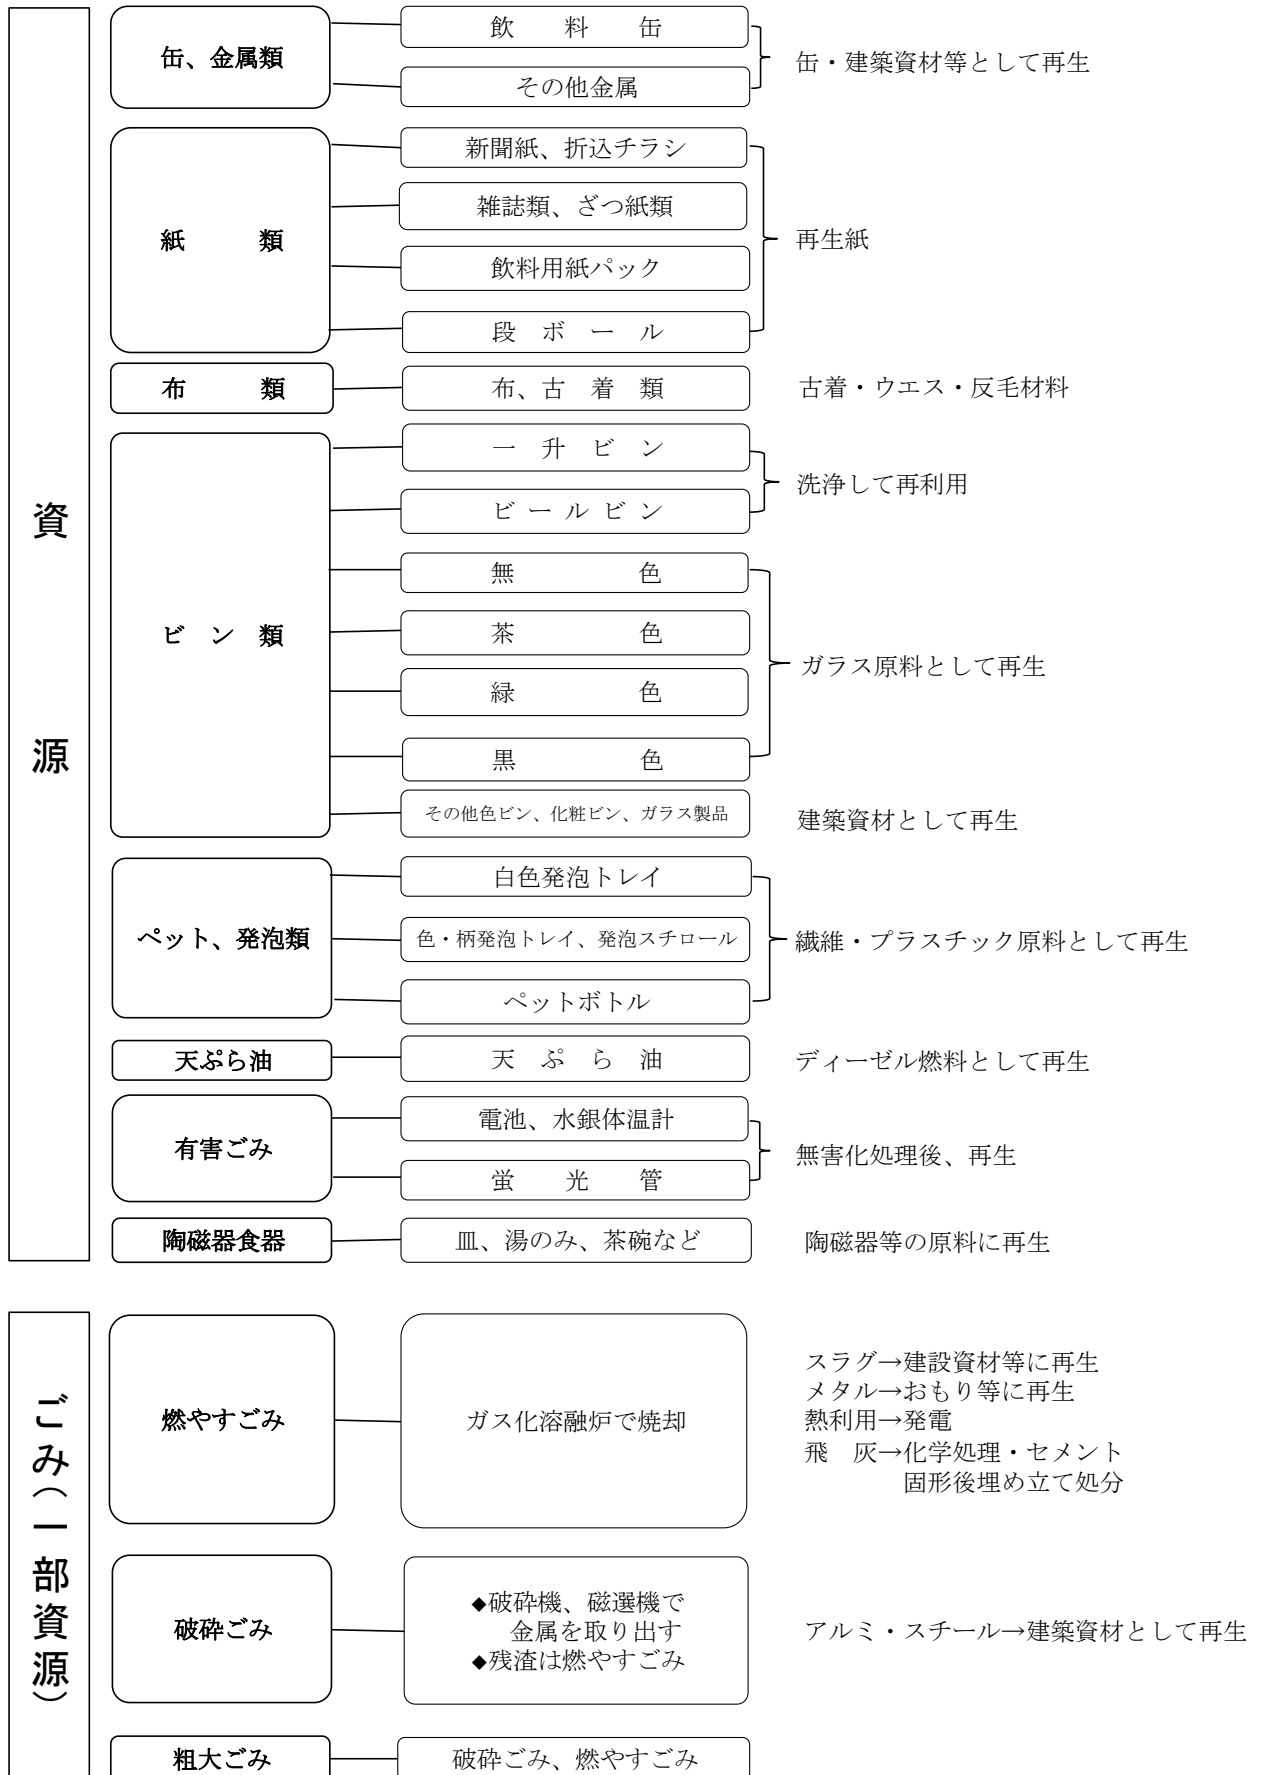 資源
缶、金属類
飲料缶
その他金属
缶・建築資材等として再生
紙類
新聞紙、折込チラシ
雑誌類、ざつ紙類
飲料用紙パック
段ボール
再生紙
布類
布、古着類
古着・ウエス・反毛材料
ビン類
一升ビン
ビールビン
洗浄して再利用
無色
茶色
緑色
黒色
ガラス原料として再生
その他色ビン、化粧ビン、ガラス製品
建築資材として再生
ペット、発泡類
白色発泡トレイ
色・柄発泡トレイ、発泡スチロール
ペットボトル
繊維・プラスチック原料として再生
天ぷら油
天ぷら油
ディーゼル燃料として再生
有害ごみ
電池、水銀体温計
蛍光管
無害化処理後、再生
陶磁器食器
皿、湯のみ、茶碗など
陶磁器等の原料に再生
ごみ(一部資源)
燃やすごみ
ガス化溶融炉で焼却
スラグ→建設資材等に再生
メタル→おもり等に再生
熱利用→発電
飛 灰→化学処理・セメント
固形後埋め立て処分
破砕ごみ
◆破砕機、磁選機で
金属を取り出す
◆残渣は燃やすごみ
アルミ・スチール→建築資材として再生
粗大ごみ
破砕ごみ、燃やすごみ